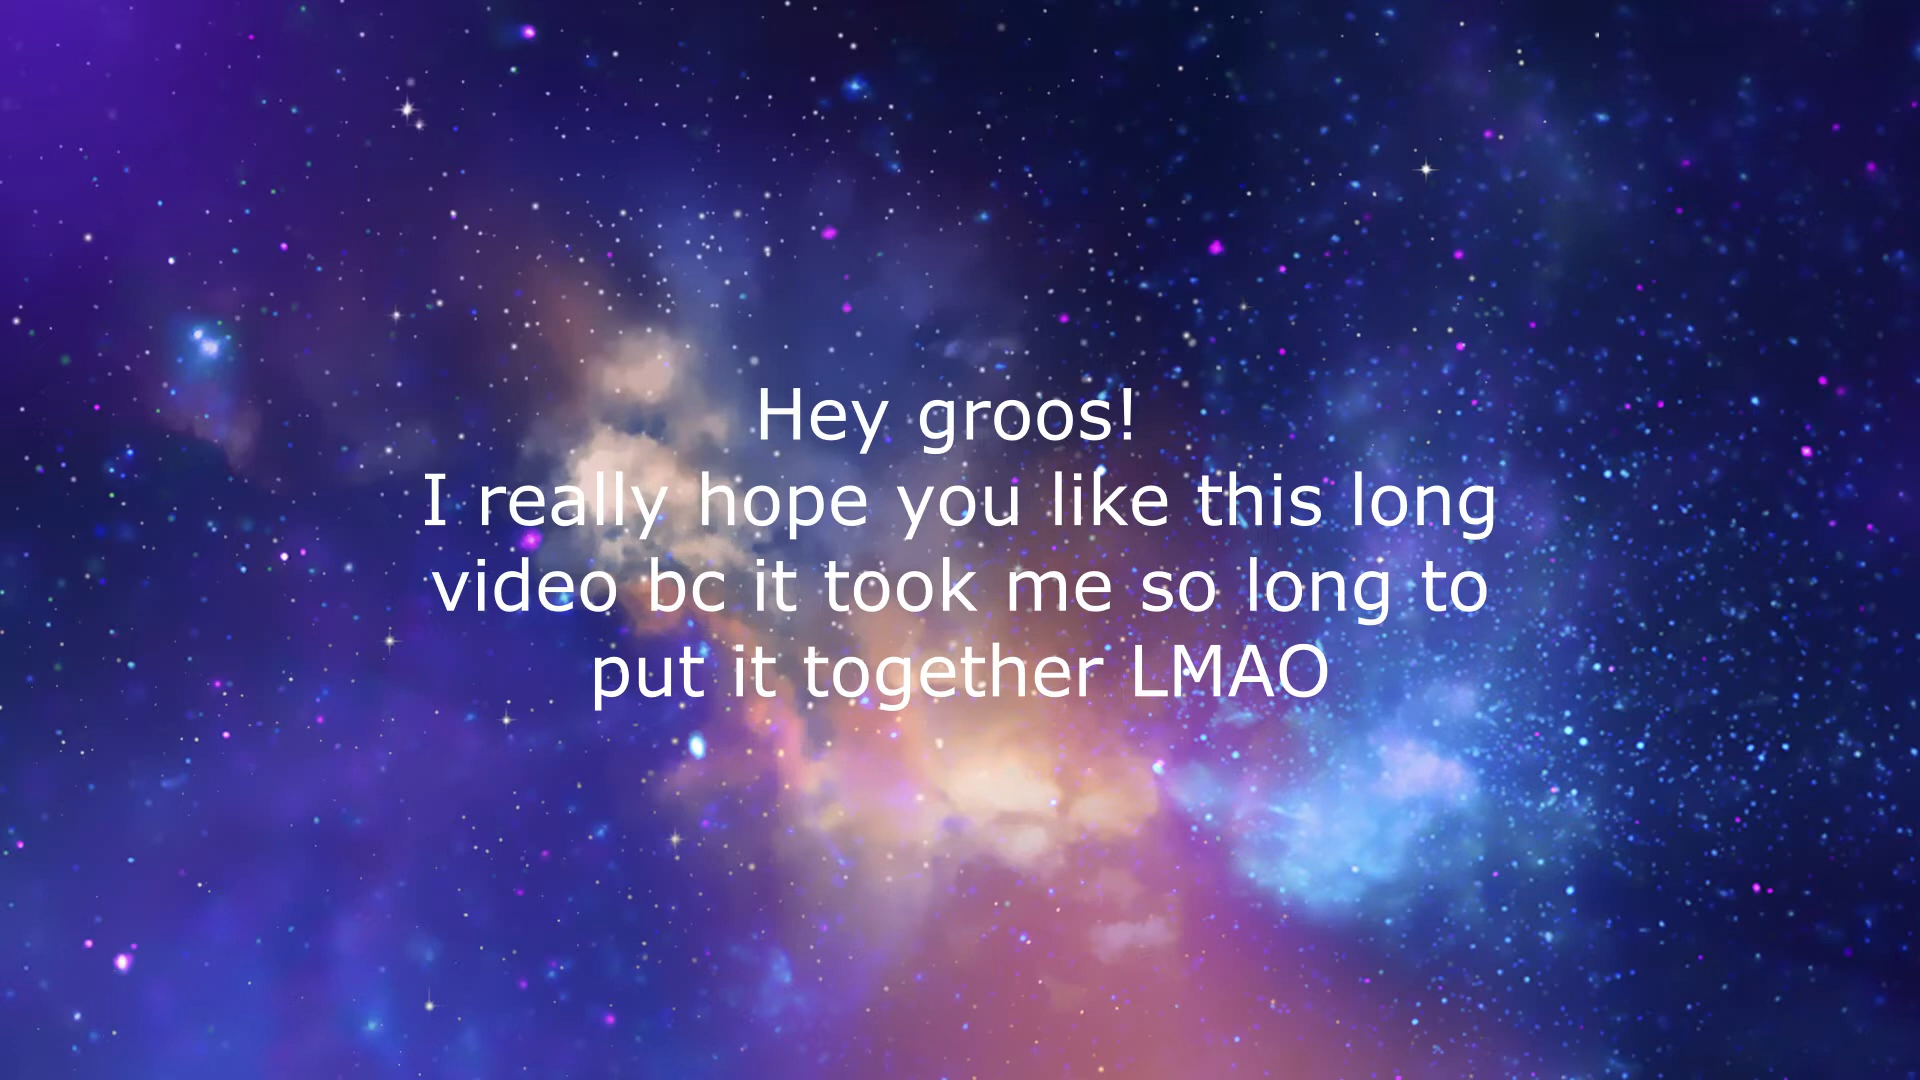 Hey groos!
I really hope you like this long
video bc it took me so long to
put it together LMAO